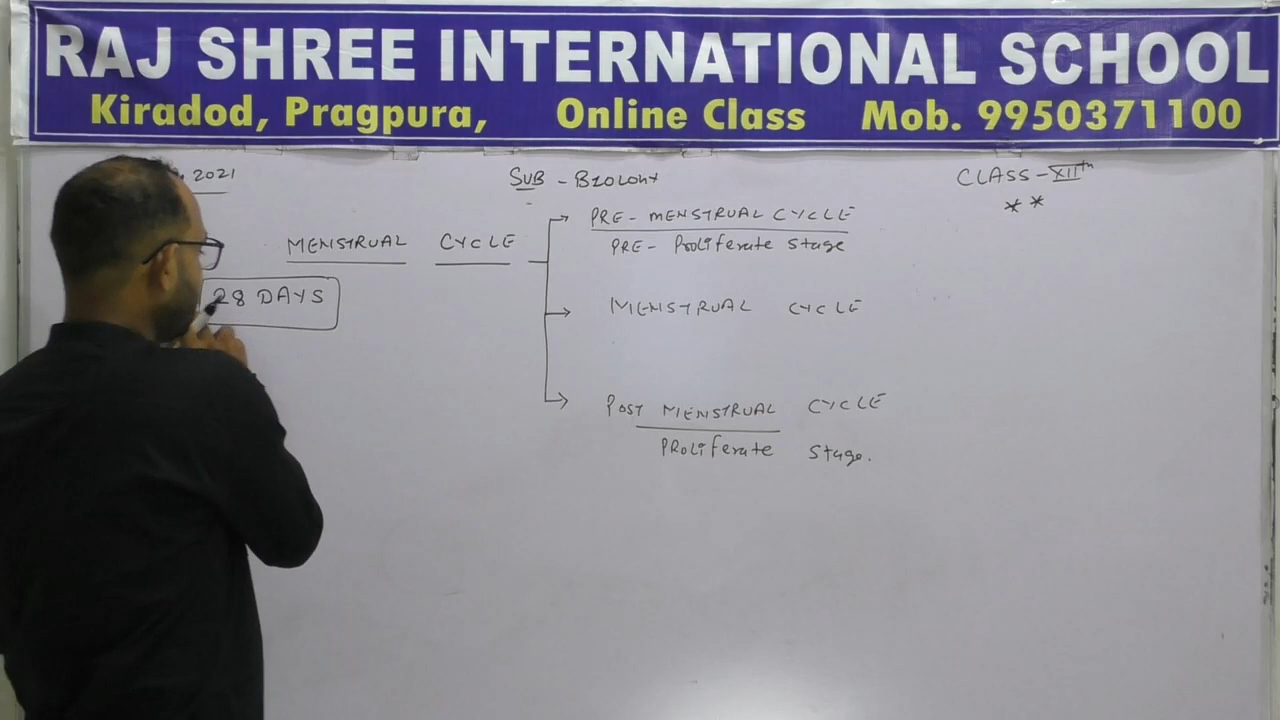 RAJ SHREE INTERNATIONAL SCHOOL
Kiradod, Pragpura, Online Class Mob. 9950371100
2021 SUB - BIOLOGY CLASS - XIIth
* *
PRE - MENSTRUAL CYCLE
PRE - Proliferate Stage
MENSTRUAL CYCLE
28 DAYS
MENSTRUAL CYCLE
POST MENSTRUAL CYCLE
PROLiferate Stage.